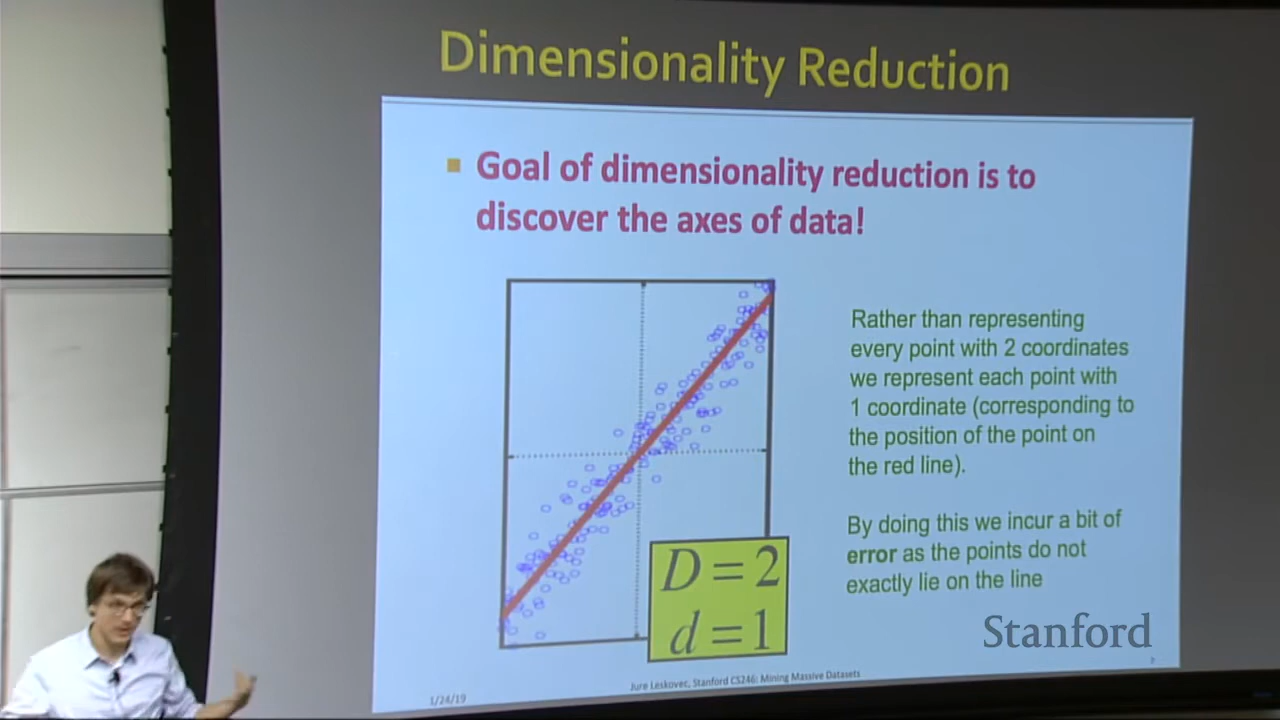 Dimensionality Reduction
Goal of dimensionality reduction is to
discover the axes of data!
Rather than representing
every point with 2 coordinates
we represent each point with
1 coordinate (corresponding to
the position of the point on
the red line).
By doing this we incur a bit of
error as the points do not
exactly lie on the line
D = 2
d = 1
Stanford
1/24/19
Jure Leskovec, Stanford CS246: Mining Massive Datasets